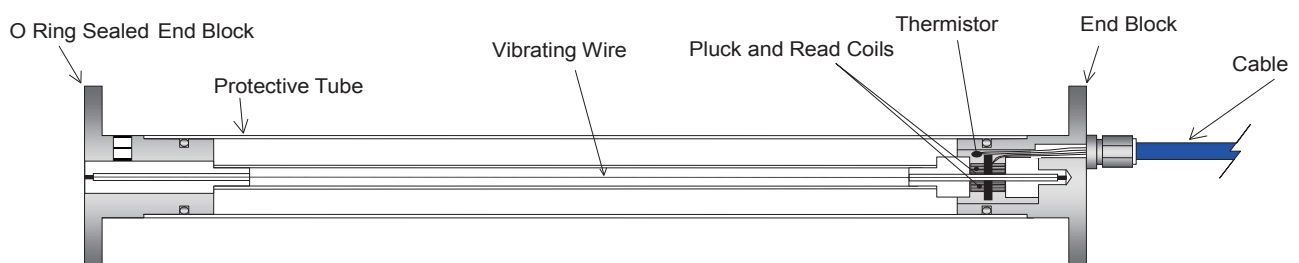 O Ring Sealed End Block
Protective Tube
Vibrating Wire
Pluck and Read Coils
Thermistor
End Block
Cable